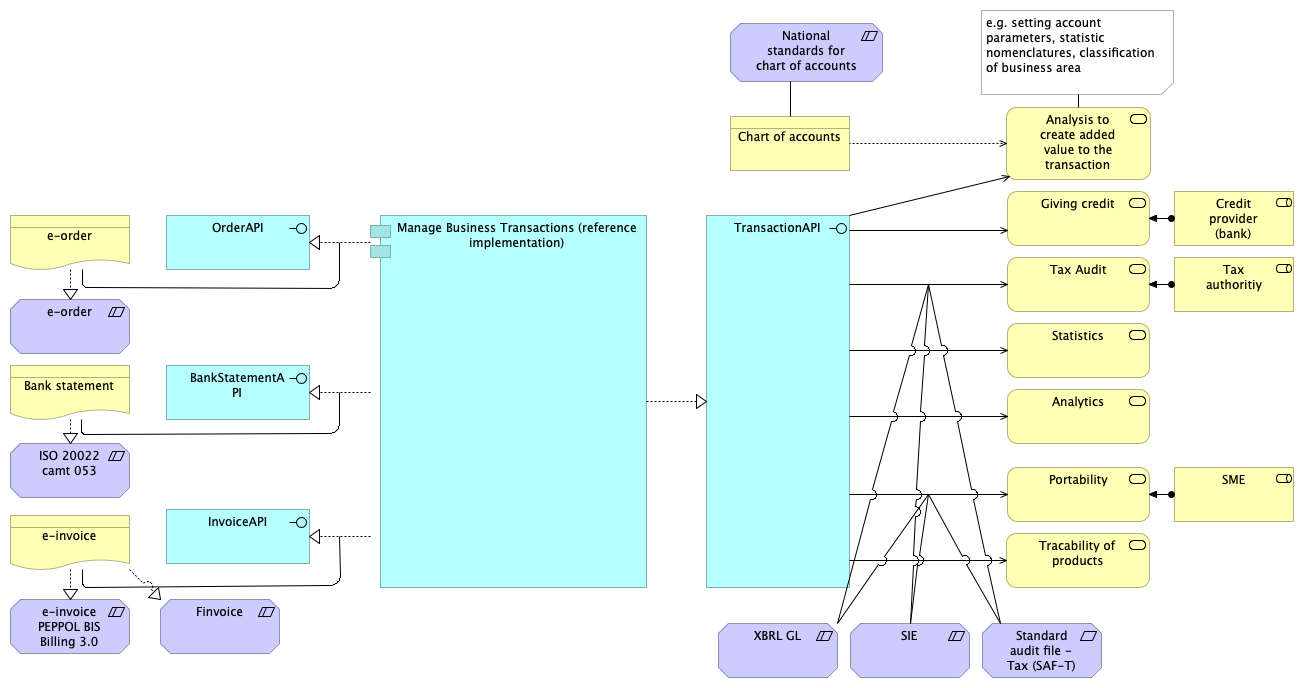 National
standards for
chart of accounts
e.g. setting account
parameters, statistic
nomenclatures, classification
of business area
Chart of accounts
Analysis to
create added
value to the
transaction
e-order
OrderAPI
Manage Business Transactions (reference
implementation)
TransactionAPI
Giving credit
Credit
provider
(bank)
Tax Audit
Tax
authoritiy
e-order
Statistics
Bank statement
BankStatementA
PI
Analytics
ISO 20022
camt 053
Portability
SME
e-invoice
InvoiceAPI
Tracability of
products
e-invoice
PEPPOL BIS
Billing 3.0
Finvoice
XBRL GL
SIE
Standard
audit file -
Tax (SAF-T)